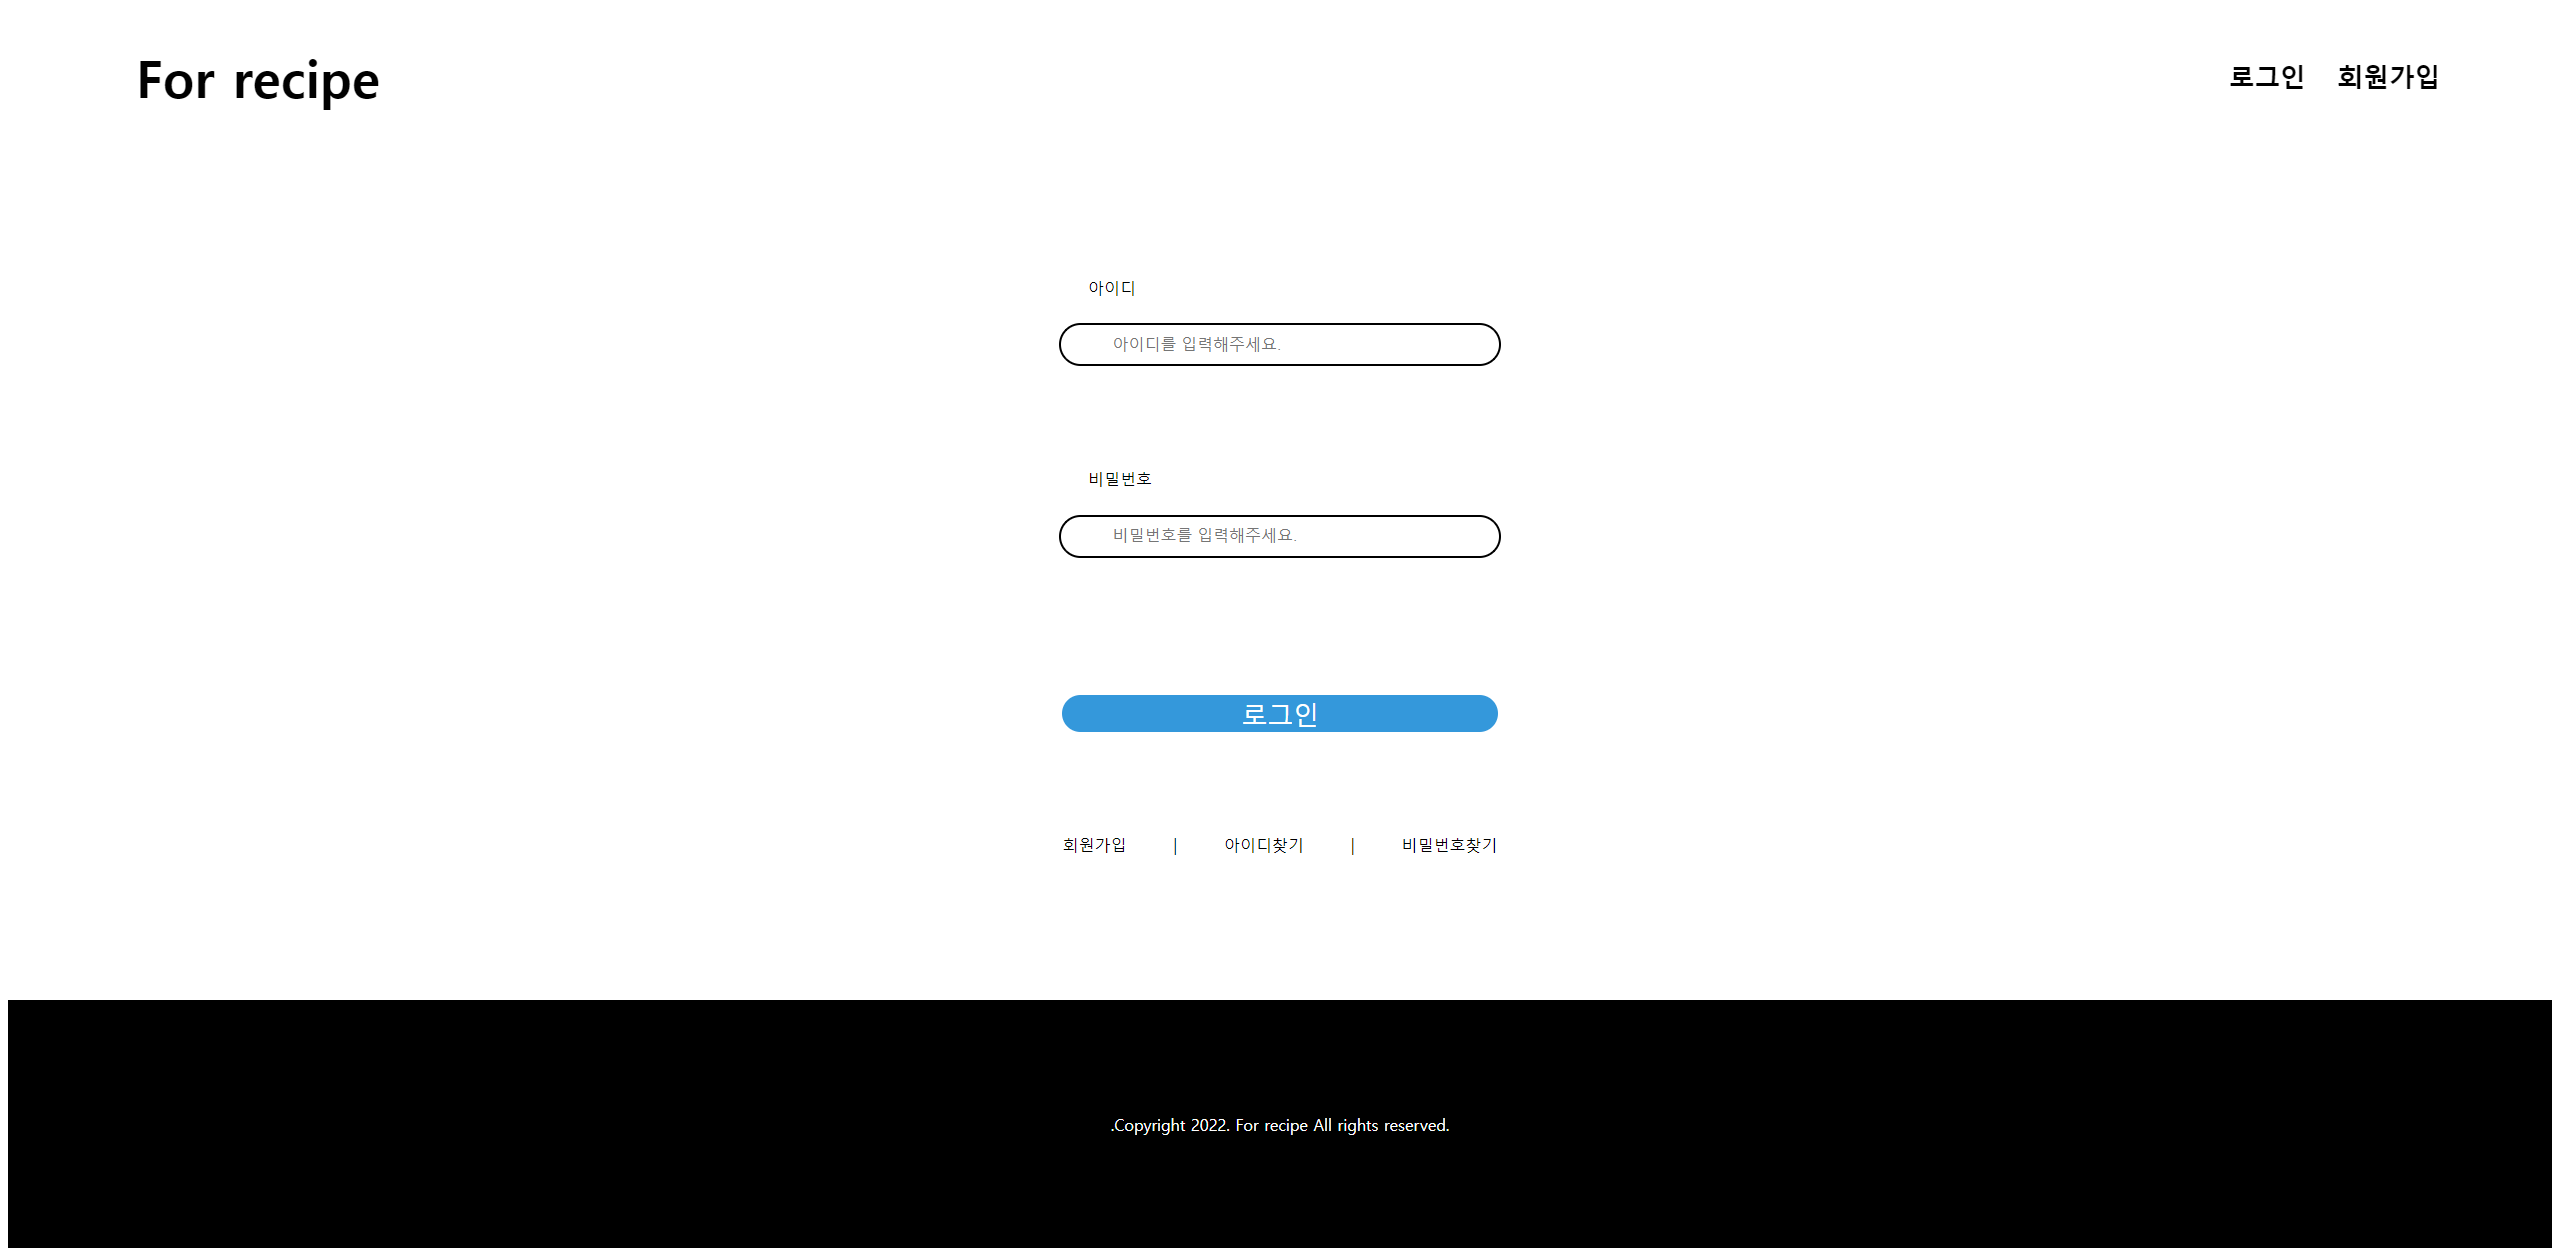 For recipe
로그인 회원가입
아이디
아이디를 입력해주세요.
비밀번호
비밀번호를 입력해주세요.
로그인
회원가입 | 아이디찾기 | 비밀번호찾기
.Copyright 2022. For recipe All rights reserved.